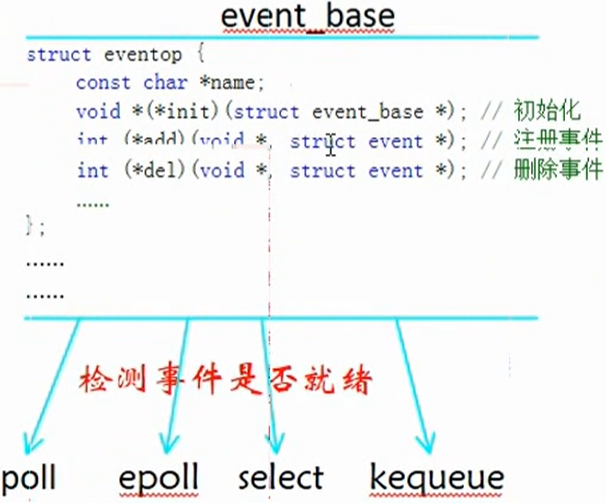 event_base
struct eventop {
const char *name;
void *(*init)(struct event_base *); // 初始化
int (*add)(void *, struct event *); // 注册事件
int (*del)(void *, struct event *); // 删除事件
......
};
......
......
检测事件是否就绪
poll epoll select kequeue